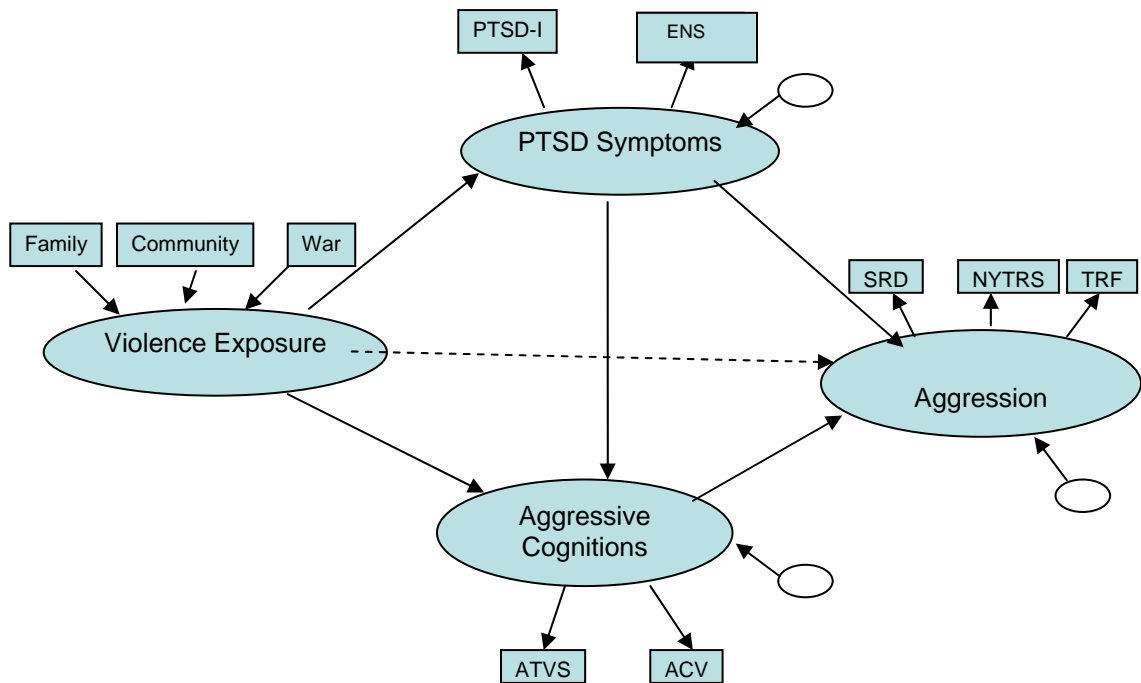 PTSD-I
ENS
PTSD Symptoms
Family
Community
War
SRD
NYTRS
TRF
Violence Exposure
Aggression
Aggressive
Cognitions
ATVS
ACV